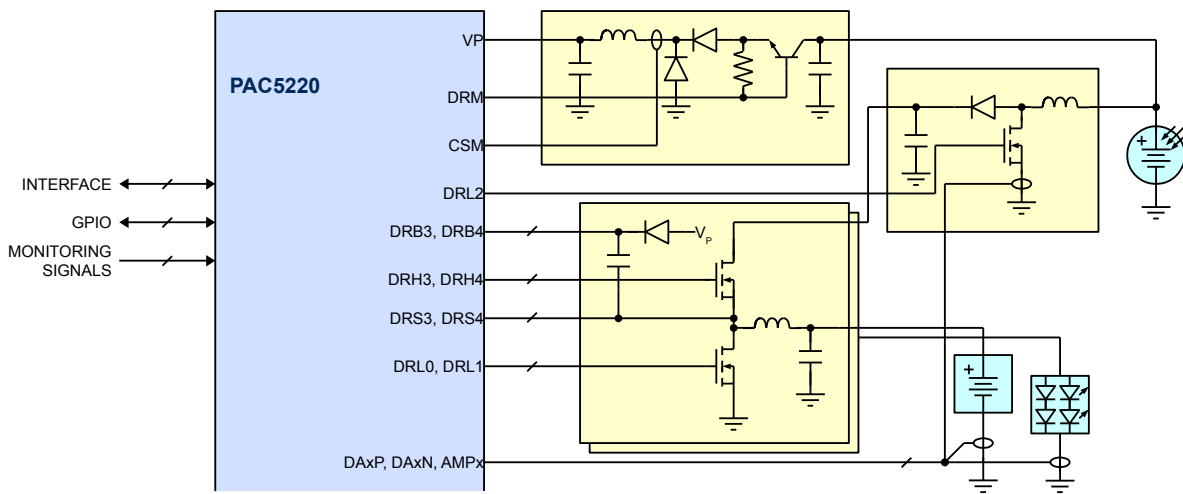 VP
PAC5220
DRM
CSM
INTERFACE
DRL2
GPIO
DRB3, DRB4
VP
MONITORING
SIGNALS
DRH3, DRH4
DRS3, DRS4
DRL0, DRL1
DAxP, DAxN, AMPx